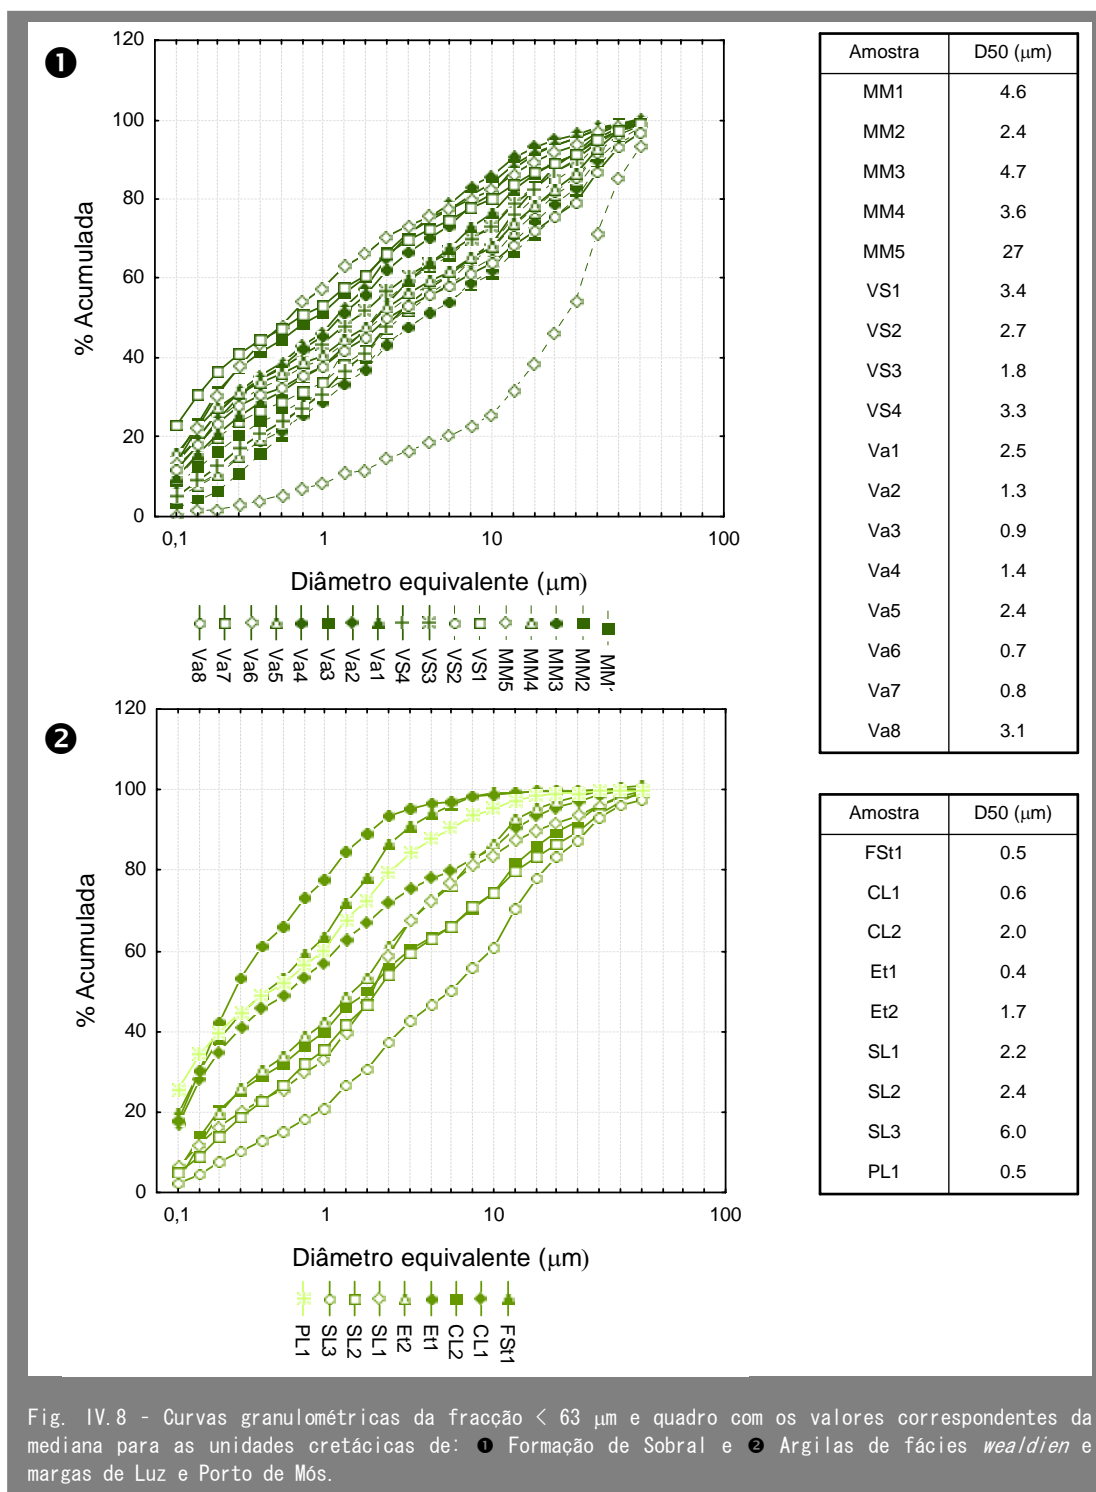 ❶
120
100
80
60
40
20
0
% Acumulada
0,1 1 10 100
Diâmetro equivalente (μm)
Va8 Va7 Va6 Va5 Va4 Va3 Va2 Va1 VS4 VS3 VS2 VS1 MM5 MM4 MM3 MM2 MM1
Amostra D50 (μm)
MM1 4.6
MM2 2.4
MM3 4.7
MM4 3.6
MM5 27
VS1 3.4
VS2 2.7
VS3 1.8
VS4 3.3
Va1 2.5
Va2 1.3
Va3 0.9
Va4 1.4
Va5 2.4
Va6 0.7
Va7 0.8
Va8 3.1
❷
120
100
80
60
40
20
0
% Acumulada
0,1 1 10 100
Diâmetro equivalente (μm)
PL1 SL3 SL2 SL1 Et2 Et1 CL2 CL1 FSt1
Amostra D50 (μm)
FSt1 0.5
CL1 0.6
CL2 2.0
Et1 0.4
Et2 1.7
SL1 2.2
SL2 2.4
SL3 6.0
PL1 0.5
Fig. IV.8 - Curvas granulométricas da fracção < 63 μm e quadro com os valores correspondentes da
mediana para as unidades cretácicas de: ❶ Formação de Sobral e ❷ Argilas de fácies wealdien e
margas de Luz e Porto de Mós.